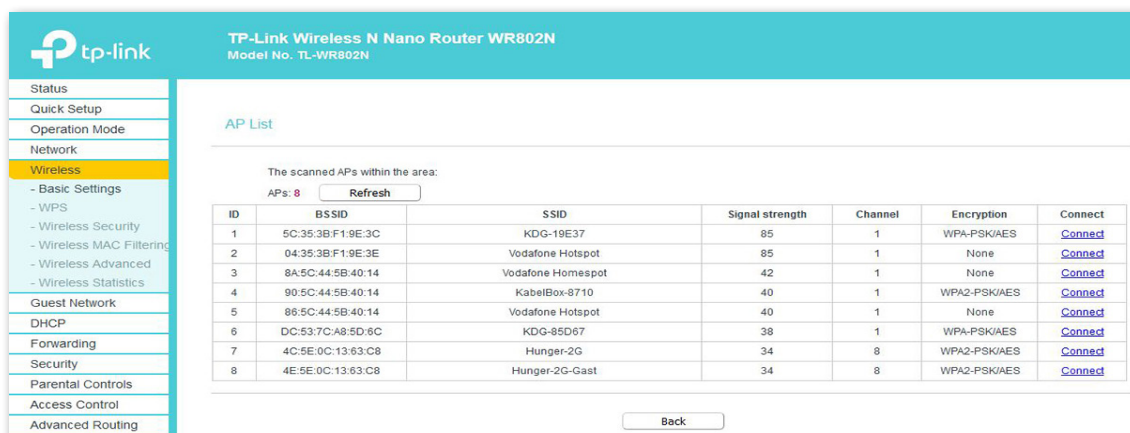 tp-link
TP-Link Wireless N Nano Router WR802N
Model No. TL-WR802N
Status
Quick Setup
Operation Mode
Network
Wireless
- Basic Settings
- WPS
- Wireless Security
- Wireless MAC Filtering
- Wireless Advanced
- Wireless Statistics
Guest Network
DHCP
Forwarding
Security
Parental Controls
Access Control
Advanced Routing
AP List
The scanned APs within the area:
APs: 8 Refresh
ID BSSID SSID Signal strength Channel Encryption Connect
1 5C:35:3B:F1:9E:3C KDG-19E37 85 1 WPA-PSK/AES Connect
2 04:35:3B:F1:9E:3E Vodafone Hotspot 85 1 None Connect
3 8A:5C:44:5B:40:14 Vodafone Homespot 42 1 WPA2-PSK/AES Connect
4 90:5C:44:5B:40:14 KabelBox-8710 40 1 WPA2-PSK/AES Connect
5 86:5C:44:5B:40:14 Vodafone Hotspot 40 1 None Connect
6 DC:53:7C:A8:5D:6C KDG-85D67 38 1 WPA-PSK/AES Connect
7 4C:5E:0C:13:63:C8 Hunger-2G 34 8 WPA2-PSK/AES Connect
8 4E:5E:0C:13:63:C8 Hunger-2G-Gast 34 8 WPA2-PSK/AES Connect
Back